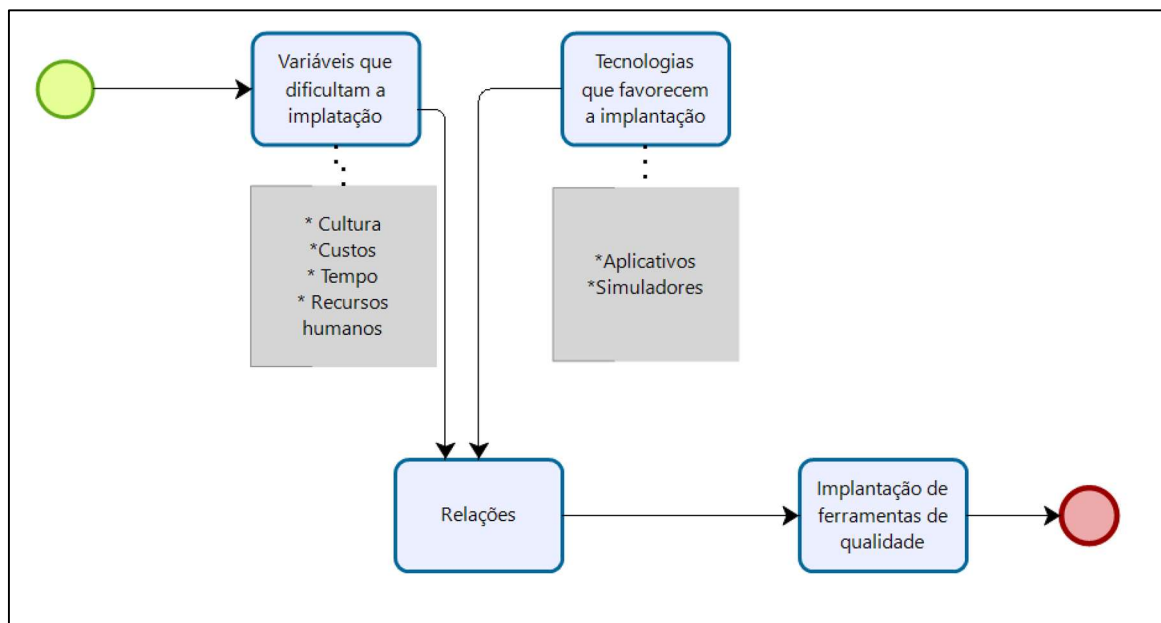 Variáveis que
dificultam a
implatação
Tecnologias
que favorecem
a implantação
* Cultura
*Custos
* Tempo
* Recursos
humanos
*Aplicativos
*Simuladores
Relações
Implantação de
ferramentas de
qualidade